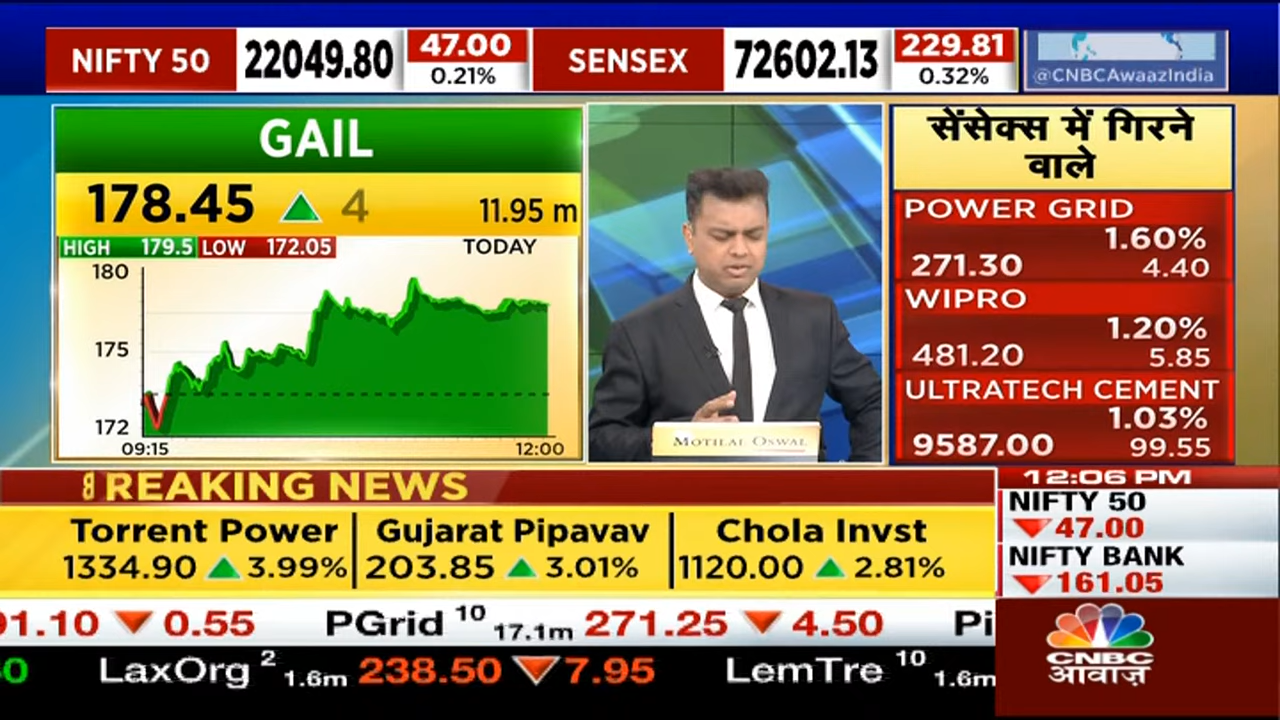 NIFTY 50 22049.80 47.00 0.21% SENSEX 72602.13 229.81 0.32% @CNBCAwaazIndia
GAIL
178.45 4 11.95 m
HIGH 179.5 LOW 172.05 TODAY
180
175
172
09:15 12:00
MOTILAL OSWAL
सेंसेक्स में गिरने
वाले
POWER GRID
1.60%
271.30 4.40
WIPRO
1.20%
481.20 5.85
ULTRATECH CEMENT
1.03%
9587.00 99.55
BREAKING NEWS
Torrent Power Gujarat Pipavav Chola Invst
1334.90 3.99% 203.85 3.01% 1120.00 2.81%
12:06 PM
NIFTY 50
47.00
NIFTY BANK
161.05
91.10 0.55 PGrid 10 17.1m 271.25 4.50 Pi
0 LaxOrg 2 1.6m 238.50 7.95 LemTre 10 1.6m
CNBC
आवाज़